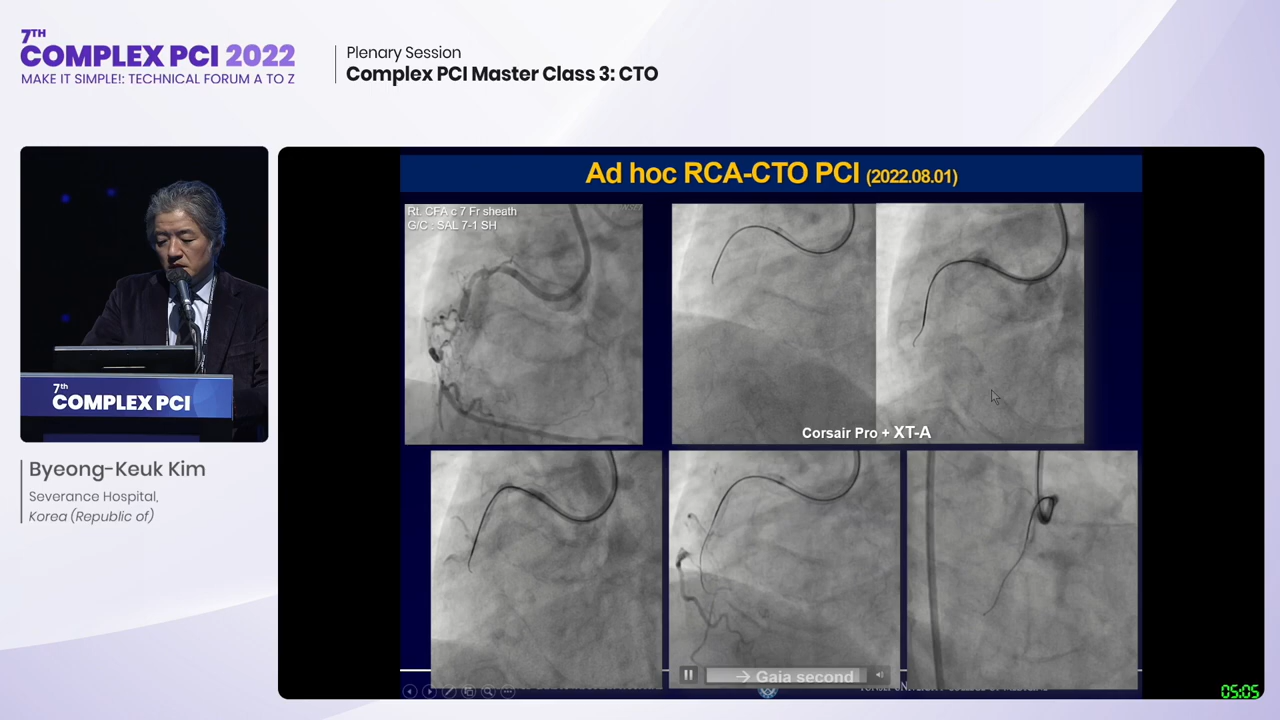 7TH
COMPLEX PCI 2022
MAKE IT SIMPLE!: TECHNICAL FORUM A TO Z
Plenary Session
Complex PCI Master Class 3: CTO
7th
COMPLEX PCI
Byeong-Keuk Kim
Severance Hospital,
Korea (Republic of)
Ad hoc RCA-CTO PCI (2022.08.01)
Rt. CFA c 7 Fr sheath
G/C : SAL 7-1 SH
Corsair Pro + XT-A
→ Gaia second
05:05